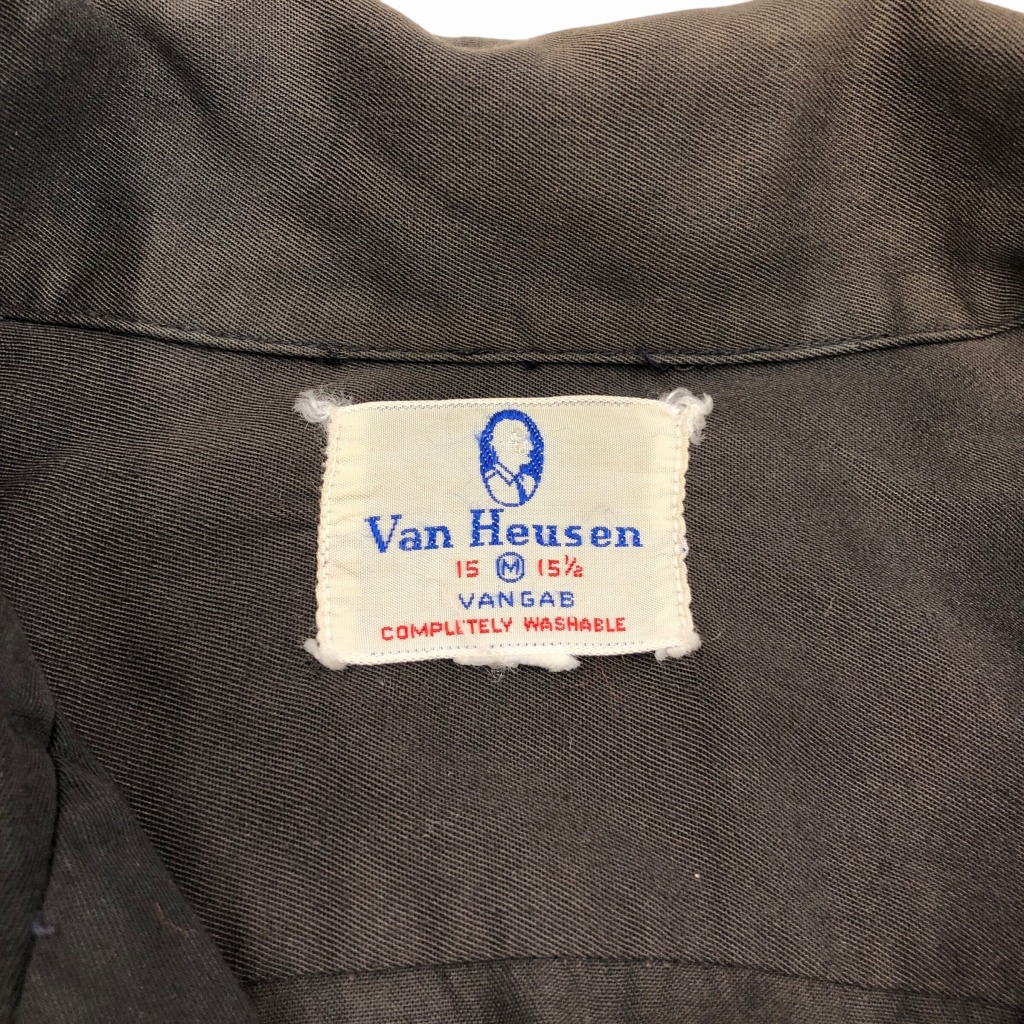 Van Heusen
15 M 15½
VANGAB
COMPLETELY WASHABLE